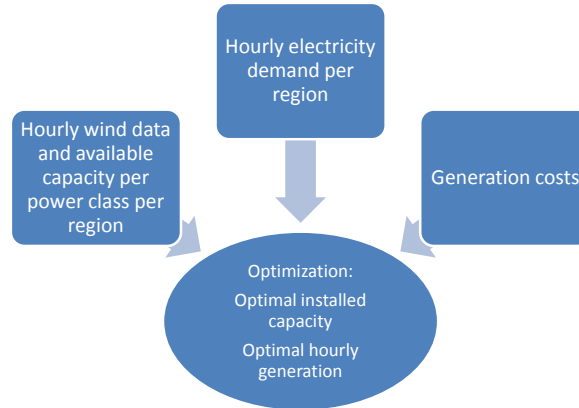 Hourly electricity
demand per
region
Hourly wind data
and available
capacity per
power class per
region
Generation costs
Optimization:
Optimal installed
capacity
Optimal hourly
generation